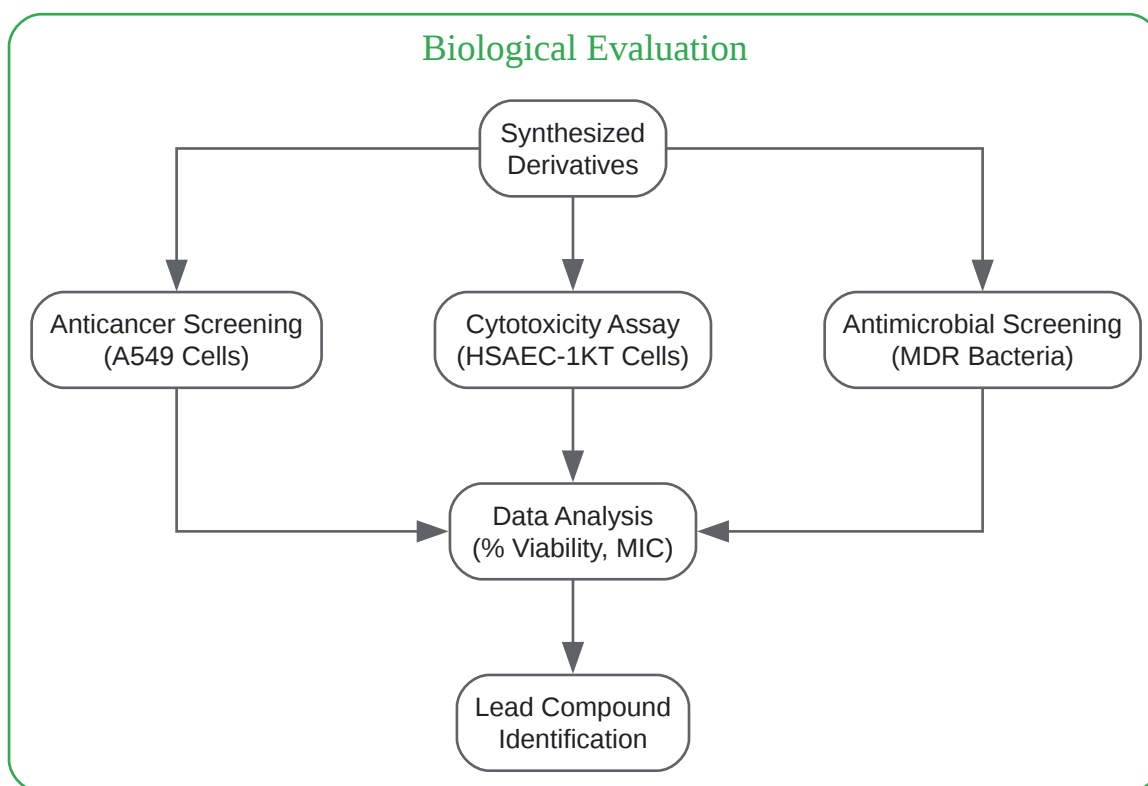 Biological Evaluation
Synthesized
Derivatives
Anticancer Screening
(A549 Cells)
Cytotoxicity Assay
(HSAEC-1KT Cells)
Antimicrobial Screening
(MDR Bacteria)
Data Analysis
(% Viability, MIC)
Lead Compound
Identification